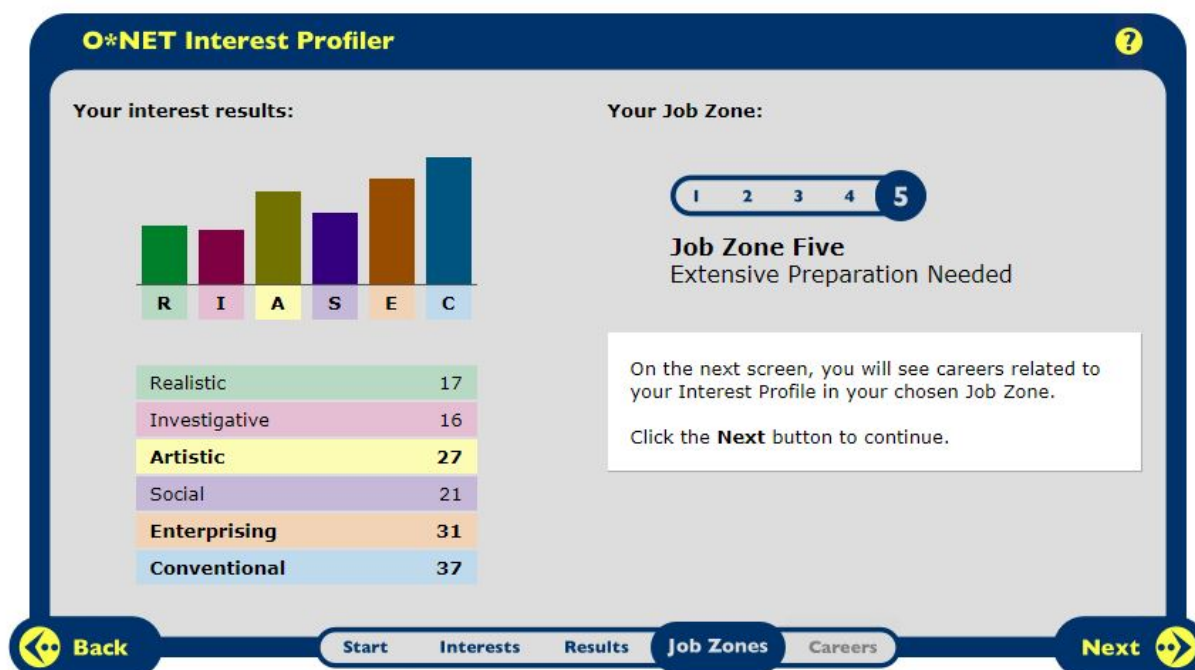 O*NET Interest Profiler
?
Your interest results:
R I A S E C
Realistic 17
Investigative 16
Artistic 27
Social 21
Enterprising 31
Conventional 37
Your Job Zone:
1 2 3 4 5
Job Zone Five
Extensive Preparation Needed
On the next screen, you will see careers related to
your Interest Profile in your chosen Job Zone.
Click the Next button to continue.
Back
Start Interests Results Job Zones Careers
Next